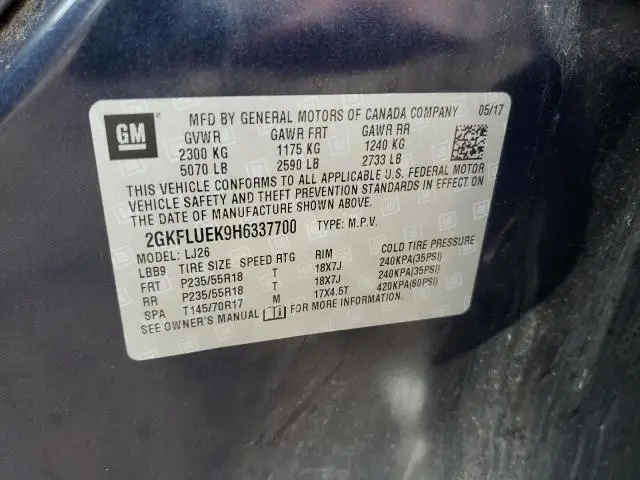 GM
MFD BY GENERAL MOTORS OF CANADA COMPANY 05/17
GVWR GAWR FRT GAWR RR
2300 KG 1175 KG 1240 KG
5070 LB 2590 LB 2733 LB
THIS VEHICLE CONFORMS TO ALL APPLICABLE U.S. FEDERAL MOTOR
VEHICLE SAFETY AND THEFT PREVENTION STANDARDS IN EFFECT ON
THE DATE OF MANUFACTURE SHOWN ABOVE.
2GKFLUEK9H6337700 TYPE: M.P.V.
MODEL: LJ26
LBB9 TIRE SIZE SPEED RTG RIM COLD TIRE PRESSURE
FRT P235/55R18 T 18X7J 240KPA(35PSI)
RR P235/55R18 T 18X7J 240KPA(35PSI)
SPA T145/70R17 M 17X4.5T 420KPA(60PSI)
SEE OWNER'S MANUAL FOR MORE INFORMATION.